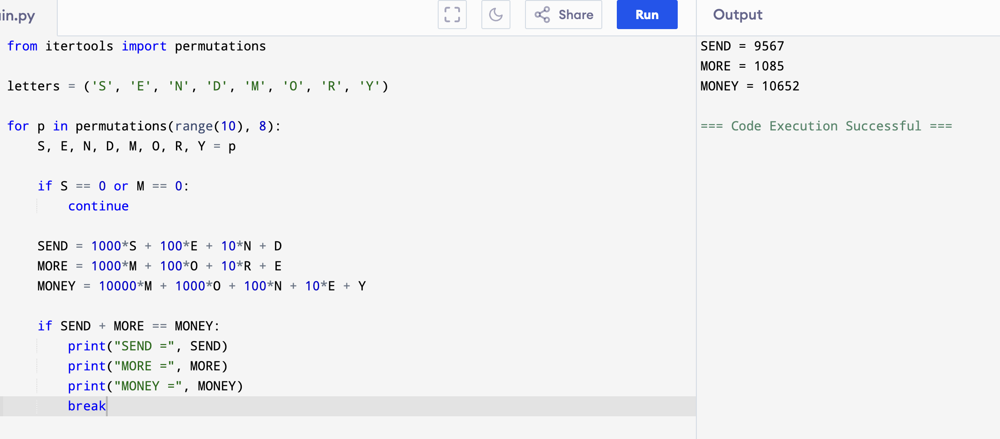 in.py
Share
Run
Output
from itertools import permutations
letters = ('S', 'E', 'N', 'D', 'M', 'O', 'R', 'Y')
for p in permutations(range(10), 8):
    S, E, N, D, M, O, R, Y = p
    if S == 0 or M == 0:
        continue
    SEND = 1000*S + 100*E + 10*N + D
    MORE = 1000*M + 100*O + 10*R + E
    MONEY = 10000*M + 1000*O + 100*N + 10*E + Y
    if SEND + MORE == MONEY:
        print("SEND =", SEND)
        print("MORE =", MORE)
        print("MONEY =", MONEY)
        break
SEND = 9567
MORE = 1085
MONEY = 10652
=== Code Execution Successful ===